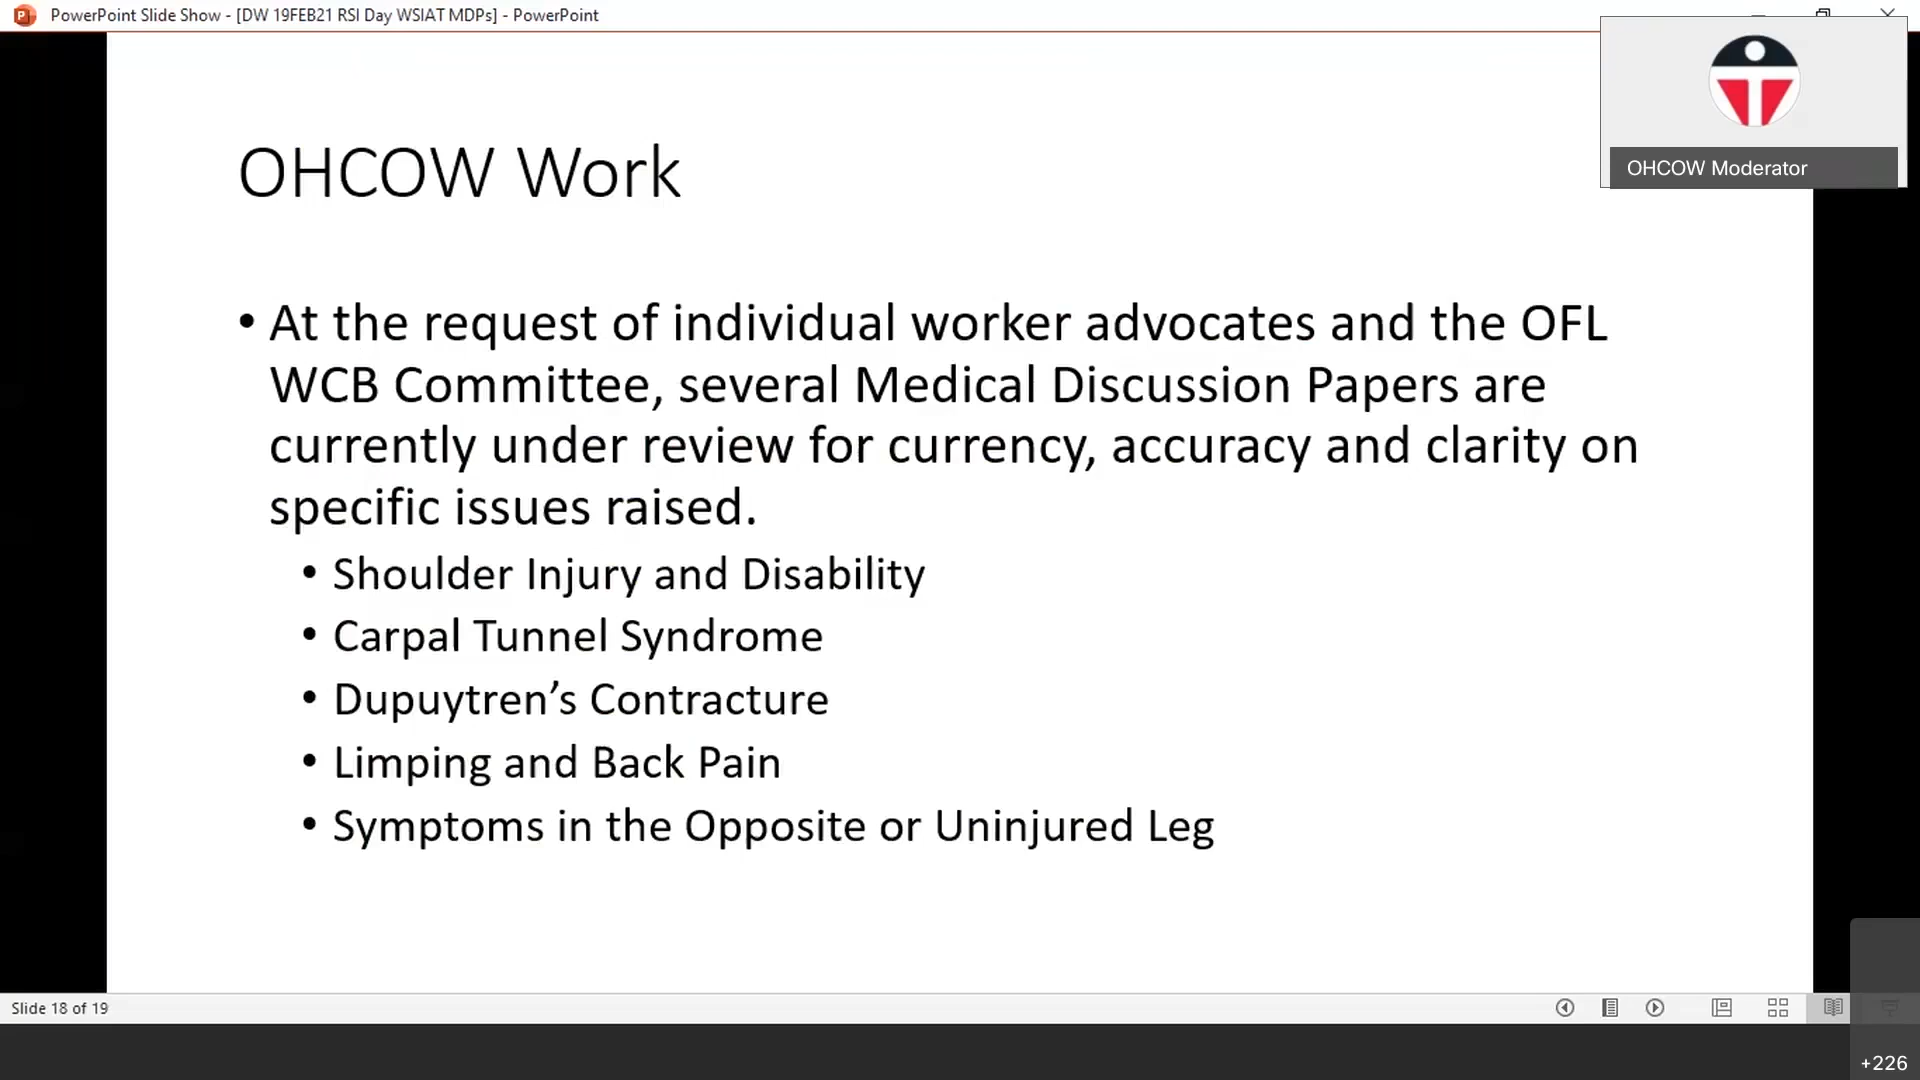 PowerPoint Slide Show - [DW 19FEB21 RSI Day WSIAT MDPs] - PowerPoint
OHCOW Moderator
OHCOW Work
• At the request of individual worker advocates and the OFL
WCB Committee, several Medical Discussion Papers are
currently under review for currency, accuracy and clarity on
specific issues raised.
• Shoulder Injury and Disability
• Carpal Tunnel Syndrome
• Dupuytren’s Contracture
• Limping and Back Pain
• Symptoms in the Opposite or Uninjured Leg
Slide 18 of 19
+226